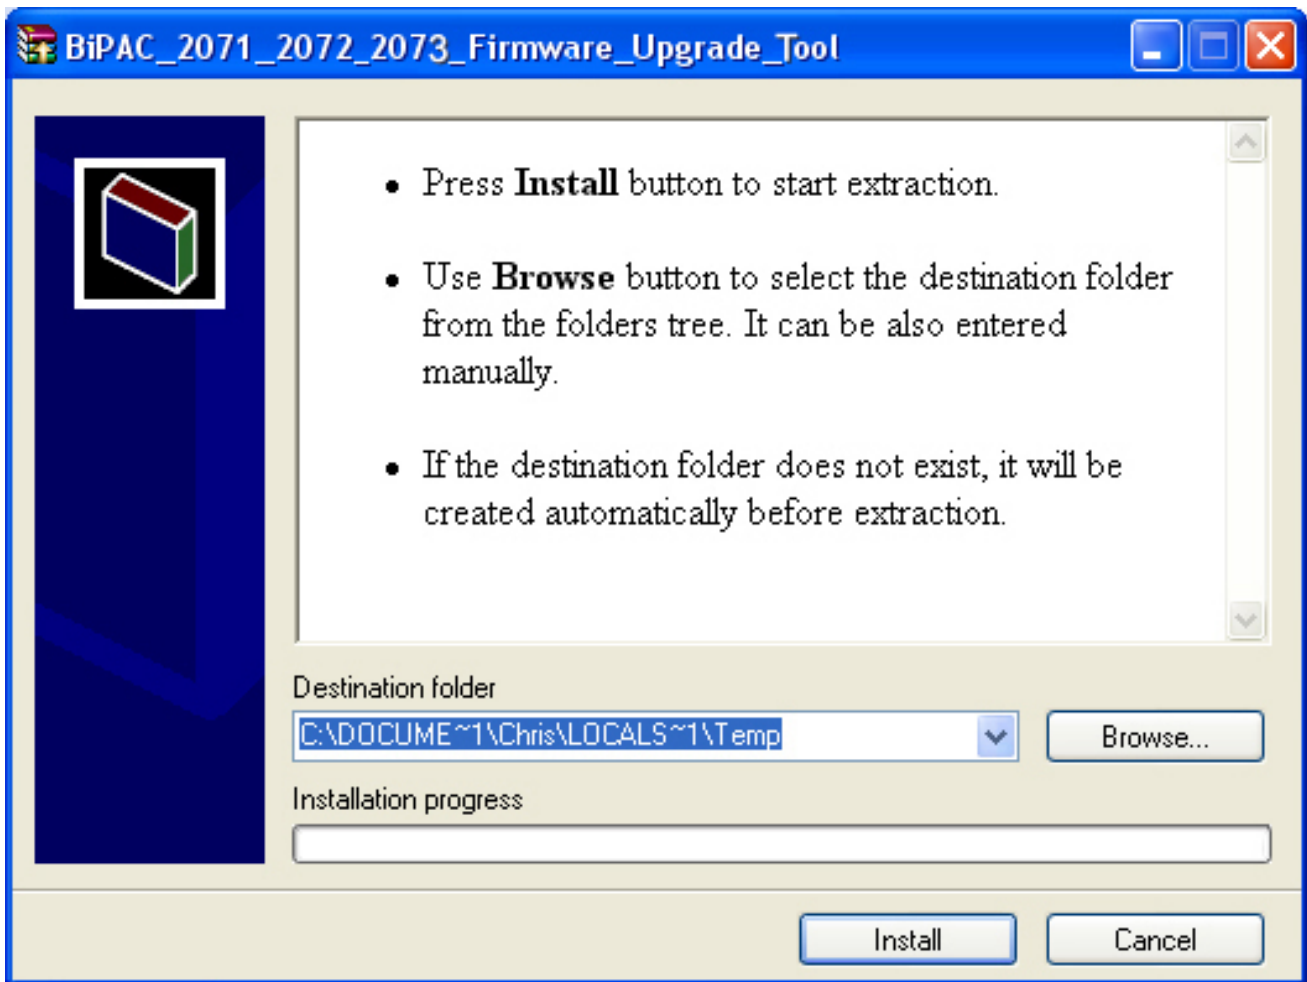 BiPAC_2071_2072_2073_Firmware_Upgrade_Tool
• Press Install button to start extraction.
• Use Browse button to select the destination folder
from the folders tree. It can be also entered
manually.
• If the destination folder does not exist, it will be
created automatically before extraction.
Destination folder
C:\DOCUME~1\Chris\LOCALS~1\Temp
Browse...
Installation progress
Install
Cancel